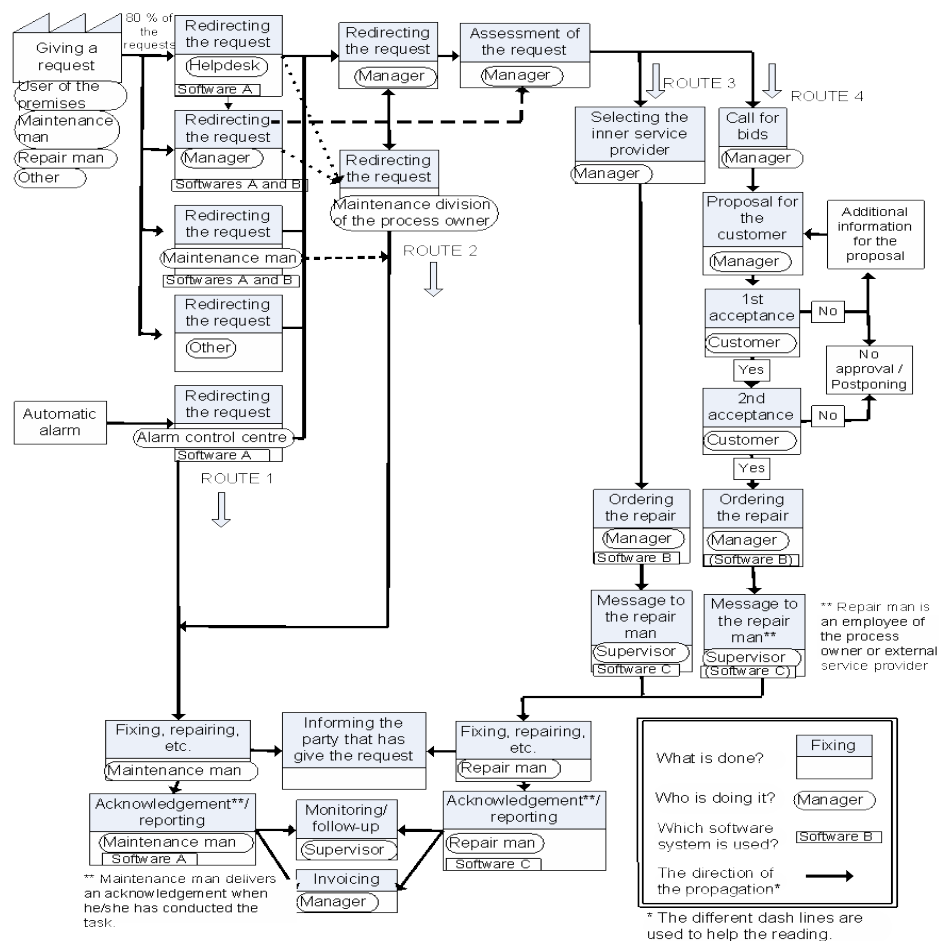 Giving a
request
User of the
premises
Maintenance
man
Repair man
Other
80 % of
the
requests
Redirecting
the request
Helpdesk
Software A
Redirecting
the request
Manager
Softwares A and B
Redirecting
the request
Maintenance man
Softwares A and B
Redirecting
the request
Other
Automatic
alarm
Redirecting
the request
Alarm control centre
Software A
ROUTE 1
Redirecting
the request
Manager
Redirecting
the request
Maintenance division
of the process owner
ROUTE 2
Assessment of
the request
Manager
ROUTE 3
Selecting the
inner service
provider
Manager
ROUTE 4
Call for
bids
Manager
Proposal for
the
customer
Manager
Additional
information
for the
proposal
1st
acceptance
Customer
No
Yes
No
approval /
Postponing
2nd
acceptance
Customer
No
Yes
Ordering
the repair
Manager
Software B
Ordering
the repair
Manager
(Software B)
Message to
the repair
man
Supervisor
Software C
Message to
the repair
man**
Supervisor
(Software C)
** Repair man is
an employee of
the process
owner or external
service provider
Fixing, repairing,
etc.
Maintenance man
Informing the
party that has
give the request
Fixing, repairing,
etc.
Repair man
Acknowledgement**/
reporting
Maintenance man
Software A
** Maintenance man delivers
an acknowledgement when
he/she has conducted the
task.
Monitoring/
follow-up
Supervisor
Invoicing
Manager
Acknowledgement**/
reporting
Repair man
Software C
What is done?
Fixing
Who is doing it?
Manager
Which software
system is used?
Software B
The direction of
the propagation*
* The different dash lines are
used to help the reading.